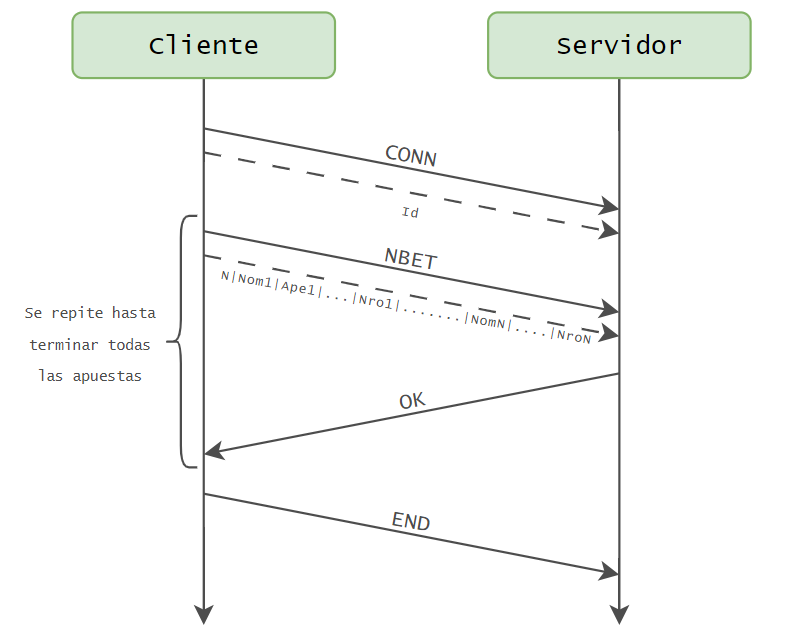 Cliente
Servidor
CONN
Id
NBET
N|Nom1|Ape1|...|Nro1|.......|NomN|....|NroN
Se repite hasta
terminar todas
las apuestas
OK
END